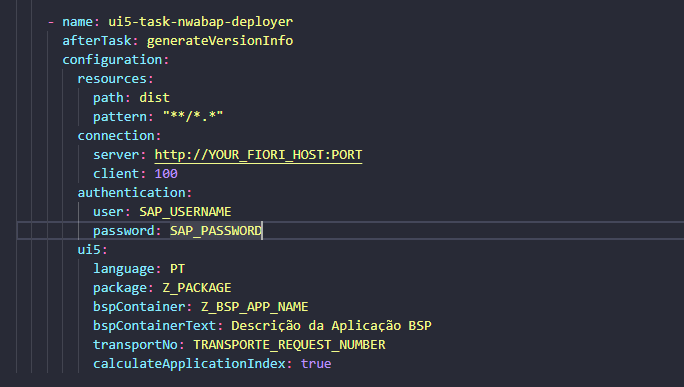 - name: ui5-task-nwabap-deployer
afterTask: generateVersionInfo
configuration:
resources:
path: dist
pattern: "**/*.*"
connection:
server: http://YOUR_FIORI_HOST:PORT
client: 100
authentication:
user: SAP_USERNAME
password: SAP_PASSWORD
ui5:
language: PT
package: Z_PACKAGE
bspContainer: Z_BSP_APP_NAME
bspContainerText: Descrição da Aplicação BSP
transportNo: TRANSPORTE_REQUEST_NUMBER
calculateApplicationIndex: true